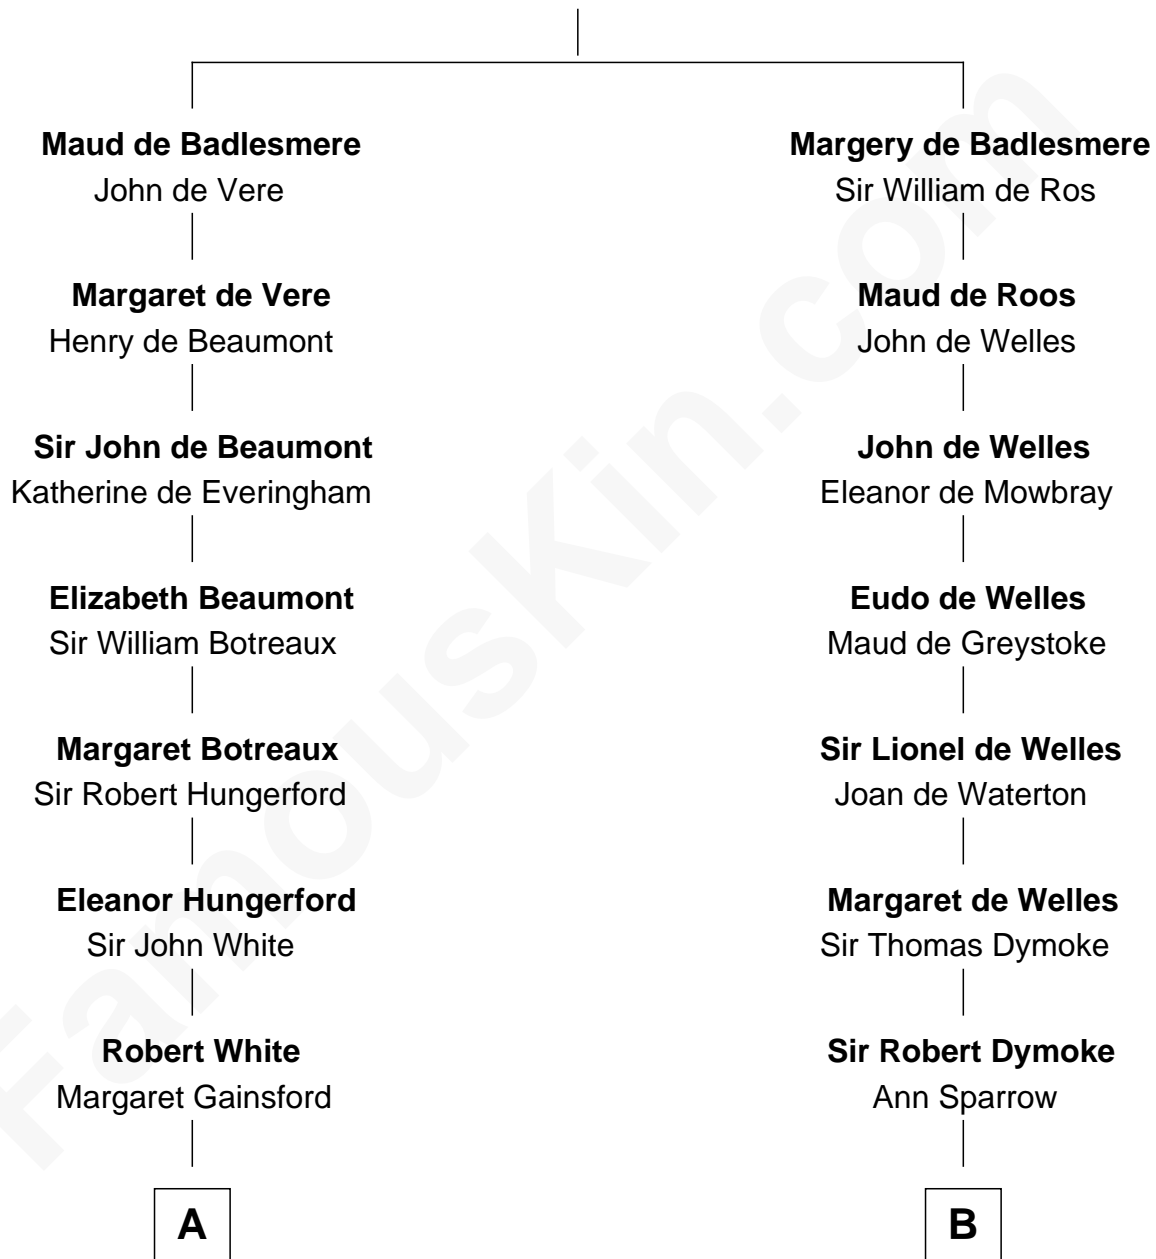 Maud de Badlesmere
John de Vere
Margery de Badlesmere
Sir William de Ros
Margaret de Vere
Henry de Beaumont
Maud de Roos
John de Welles
Sir John de Beaumont
Katherine de Everingham
John de Welles
Eleanor de Mowbray
Elizabeth Beaumont
Sir William Botreaux
Eudo de Welles
Maud de Greystoke
Margaret Botreaux
Sir Robert Hungerford
Sir Lionel de Welles
Joan de Waterton
Eleanor Hungerford
Sir John White
Margaret de Welles
Sir Thomas Dymoke
Robert White
Margaret Gainsford
Sir Robert Dymoke
Ann Sparrow
A
B
FamousKin.com